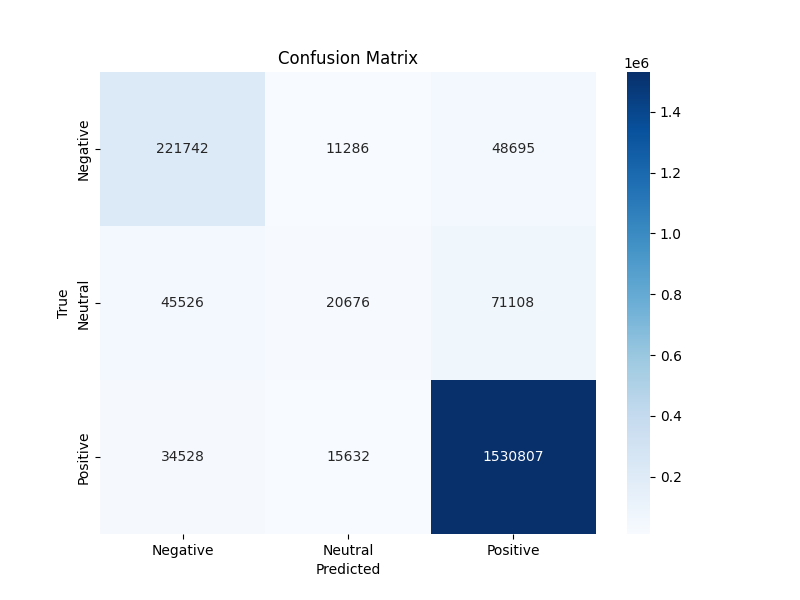 Confusion Matrix
1e6
Negative
221742 11286 48695
True
Neutral
45526 20676 71108
Positive
34528 15632 1530807
Negative Neutral Positive
Predicted
1.4
1.2
1.0
0.8
0.6
0.4
0.2